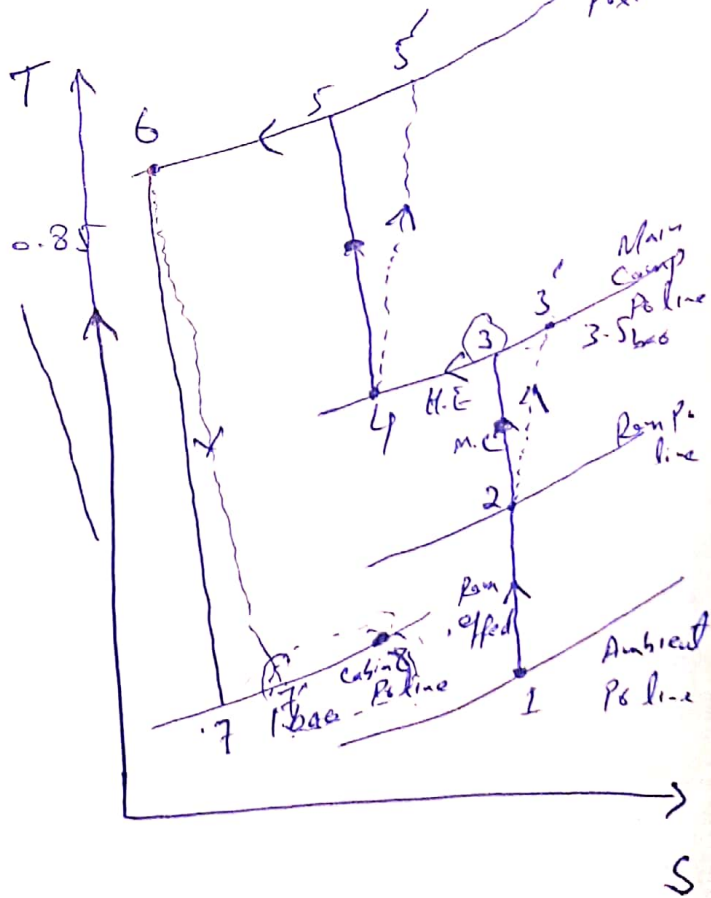 T
5'
5
6
0.85
Main
Comp
Po line
3.5 bar
3'
3
H.E
4
M.C
Ram Po
line
2
Ram
effect
Ambient
Po line
1
Cabin
Po line
1 bar
7'
7
8
S